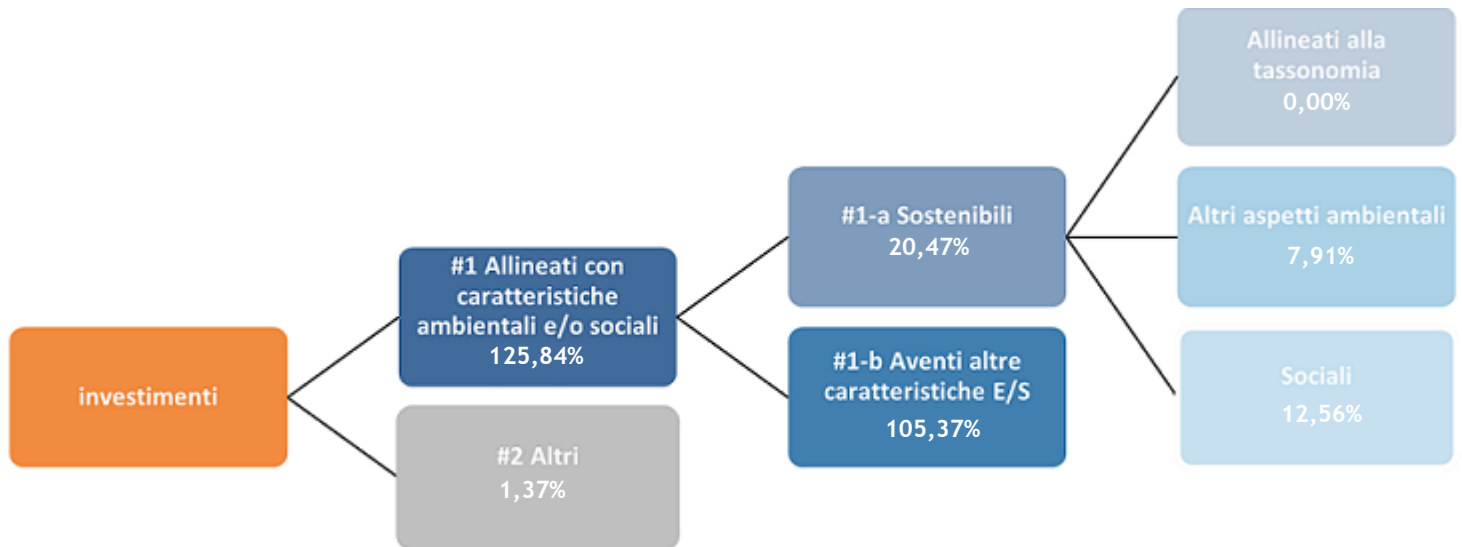 investimenti
#1 Allineati con
caratteristiche
ambientali e/o sociali
125,84%
#2 Altri
1,37%
#1-a Sostenibili
20,47%
#1-b Aventi altre
caratteristiche E/S
105,37%
Allineati alla
tassonomia
0,00%
Altri aspetti ambientali
7,91%
Sociali
12,56%